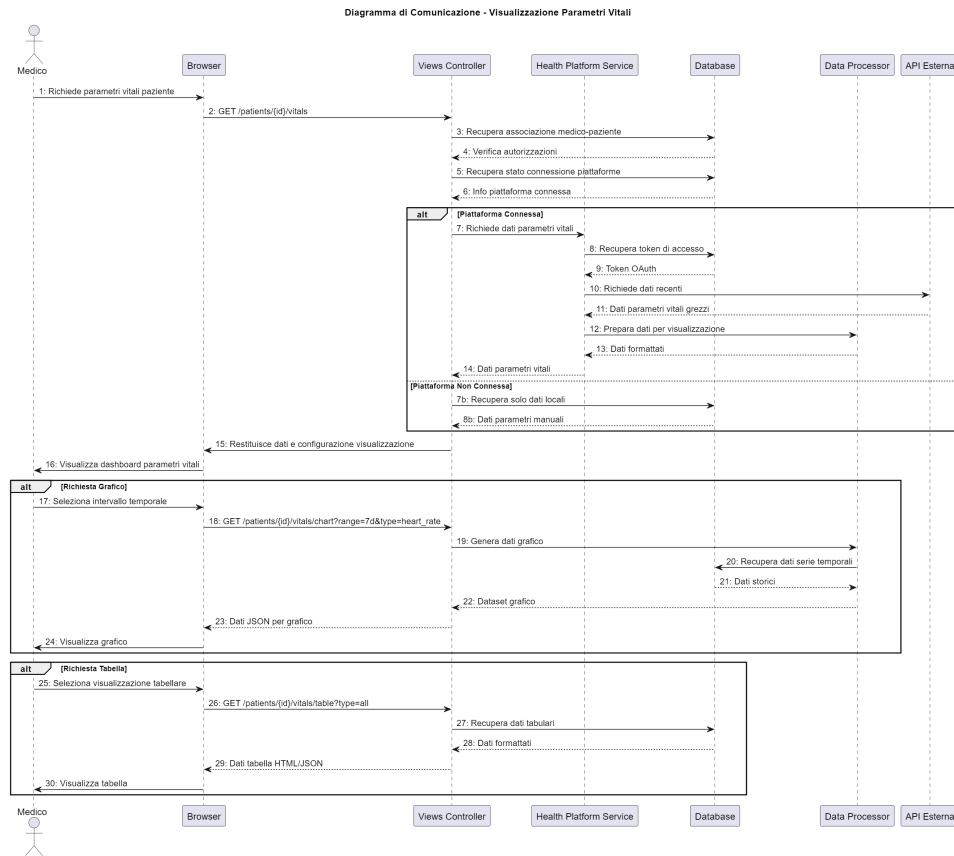 Diagramma di Comunicazione - Visualizzazione Parametri Vitali
Medico
Browser
Views Controller
Health Platform Service
Database
Data Processor
API Esterna
1: Richiede parametri vitali paziente
2: GET /patients/{id}/vitals
3: Recupera associazione medico-paziente
4: Verifica autorizzazioni
5: Recupera stato connessione piattaforme
6: Info piattaforma connessa
alt [Piattaforma Connessa]
7: Richiede dati parametri vitali
8: Recupera token di accesso
9: Token OAuth
10: Richiede dati recenti
11: Dati parametri vitali grezzi
12: Prepara dati per visualizzazione
13: Dati formattati
14: Dati parametri vitali
[Piattaforma Non Connessa]
7b: Recupera solo dati locali
8b: Dati parametri manuali
15: Restituisce dati e configurazione visualizzazione
16: Visualizza dashboard parametri vitali
alt [Richiesta Grafico]
17: Seleziona intervallo temporale
18: GET /patients/{id}/vitals/chart?range=7d&type=heart_rate
19: Genera dati grafico
20: Recupera dati serie temporali
21: Dati storici
22: Dataset grafico
23: Dati JSON per grafico
24: Visualizza grafico
alt [Richiesta Tabella]
25: Seleziona visualizzazione tabellare
26: GET /patients/{id}/vitals/table?type=all
27: Recupera dati tabulari
28: Dati formattati
29: Dati tabella HTML/JSON
30: Visualizza tabella
Medico
Browser
Views Controller
Health Platform Service
Database
Data Processor
API Esterna